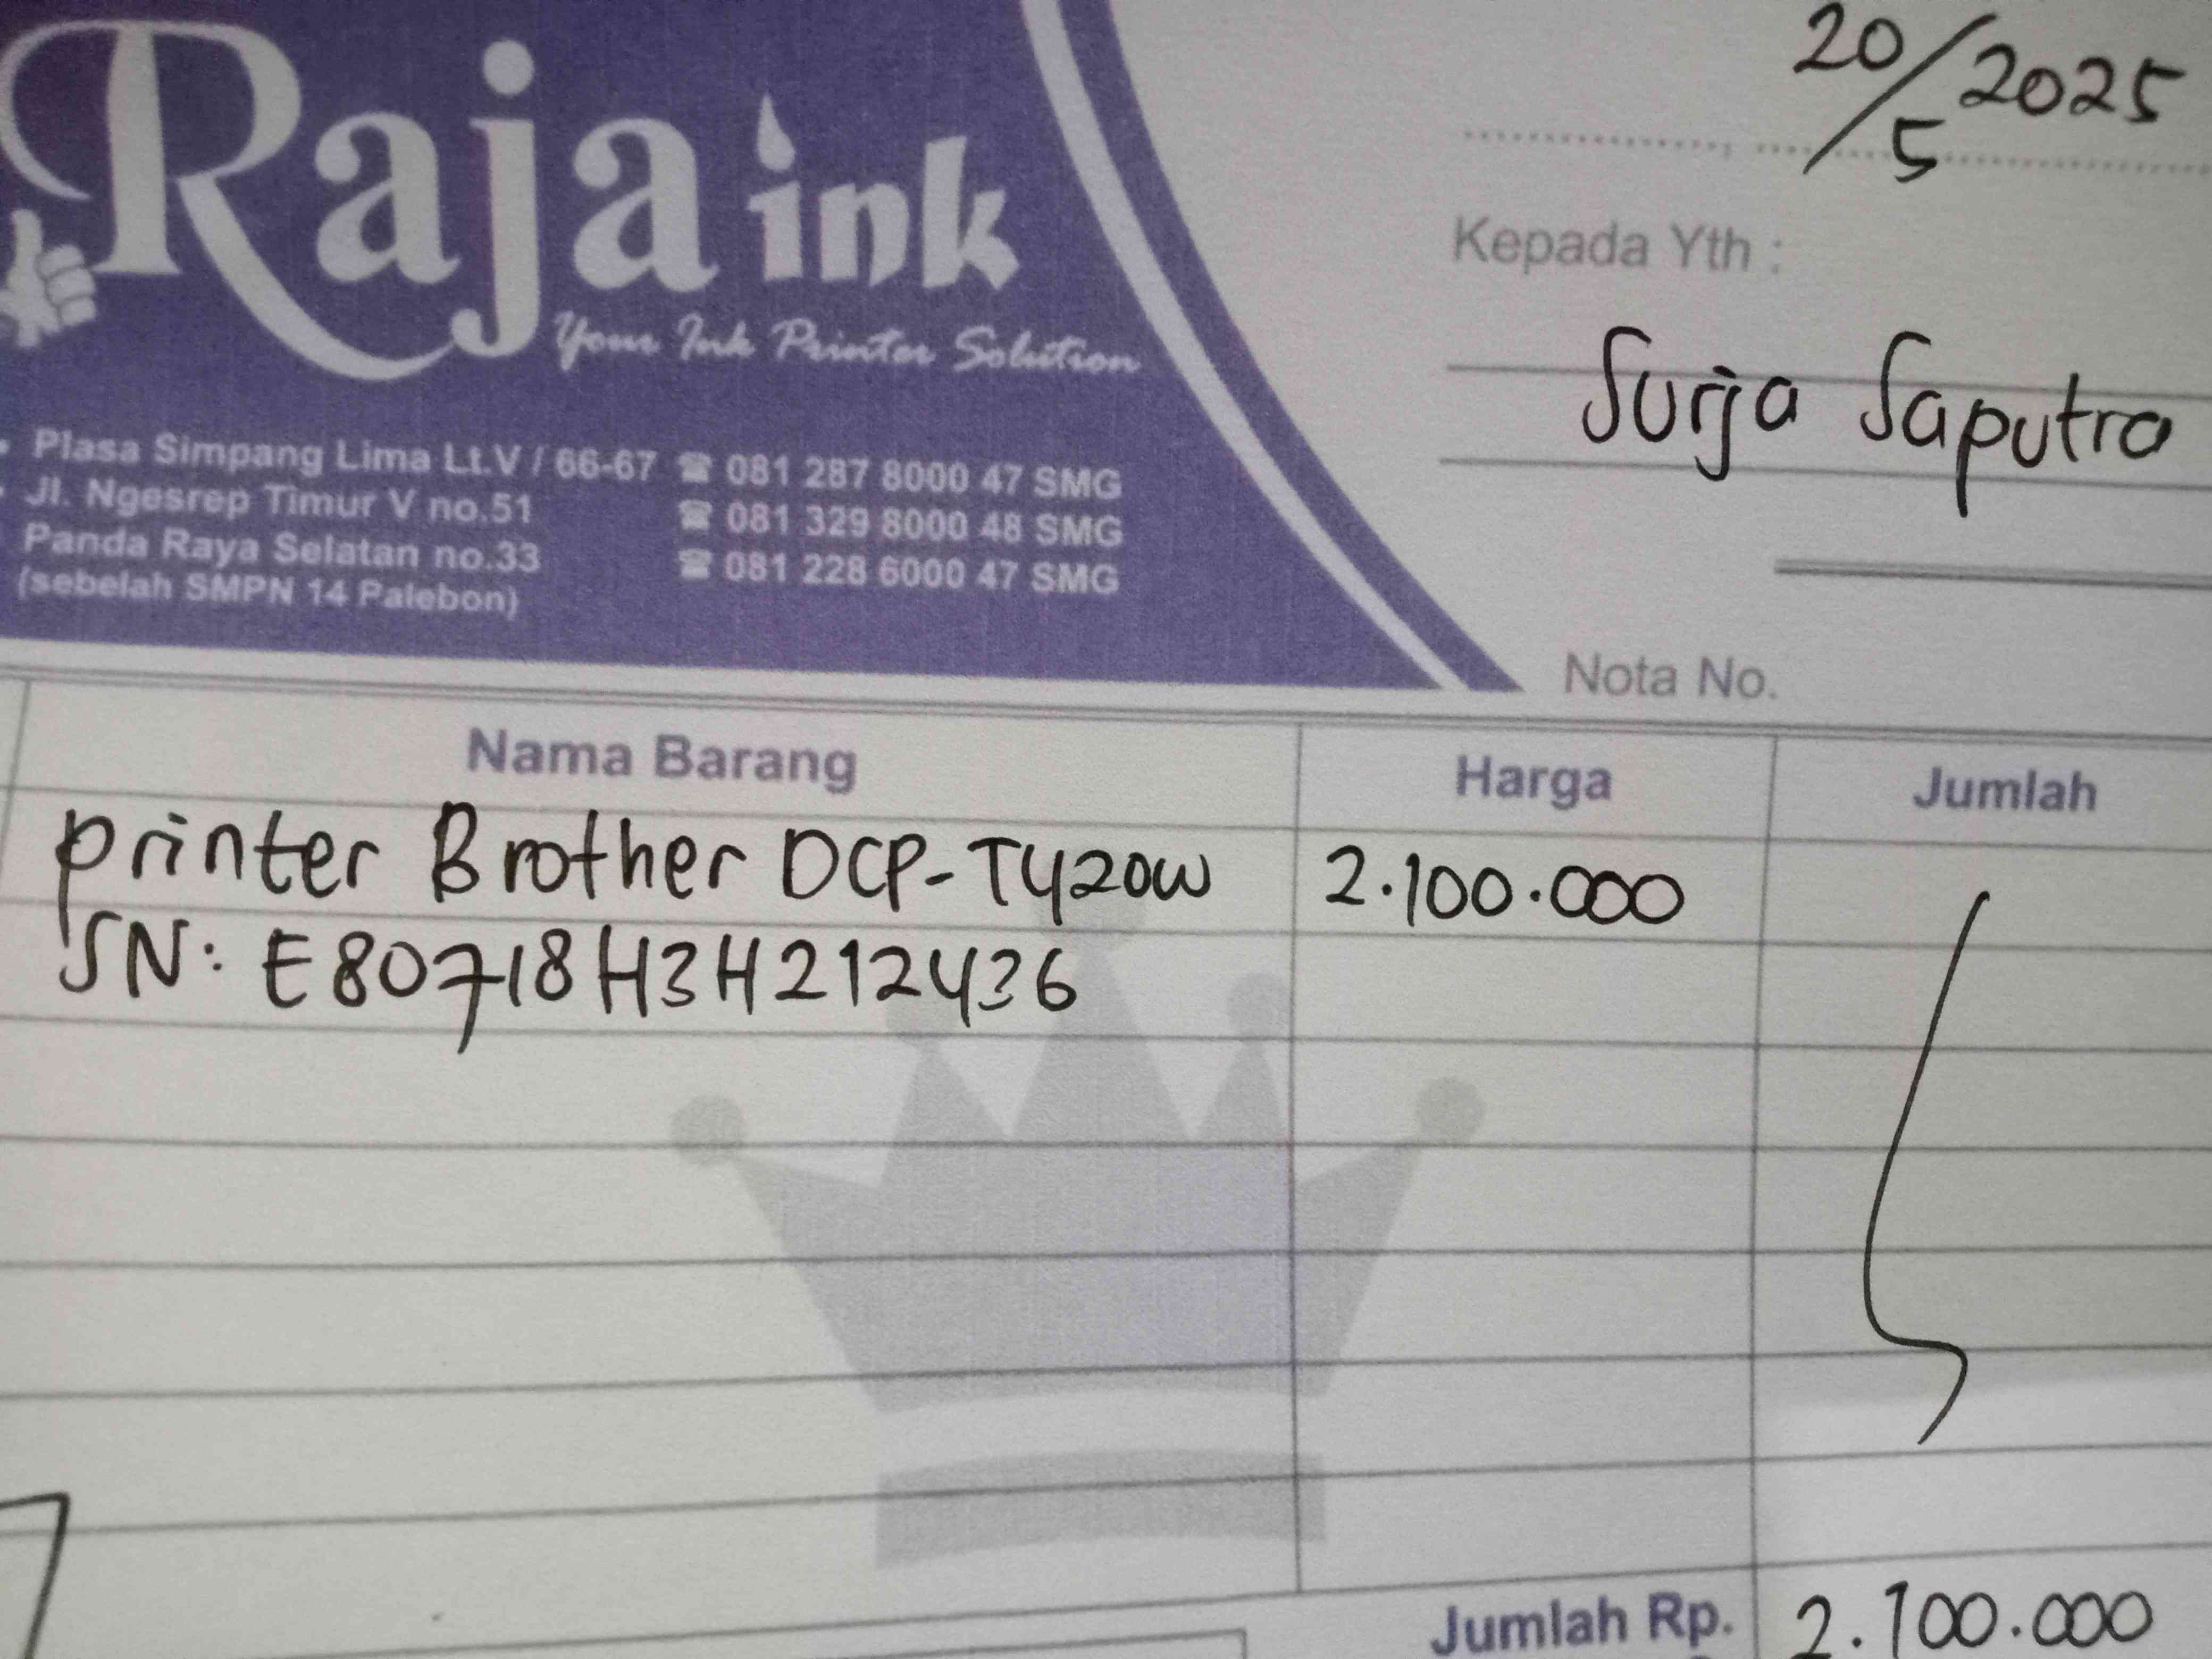 Raja ink
Your Ink Printer Solution
Plasa Simpang Lima Lt.V / 66-67 ☎ 081 287 8000 47 SMG
Jl. Ngesrep Timur V no.51 ☎ 081 329 8000 48 SMG
Panda Raya Selatan no.33 ☎ 081 228 6000 47 SMG
(sebelah SMPN 14 Palebon)
20/5 2025
Kepada Yth :
Surja Saputra
Nota No.
Nama Barang Harga Jumlah
printer Brother DCP-T420W 2.100.000
SN: E80718H3H212436
Jumlah Rp. 2.100.000